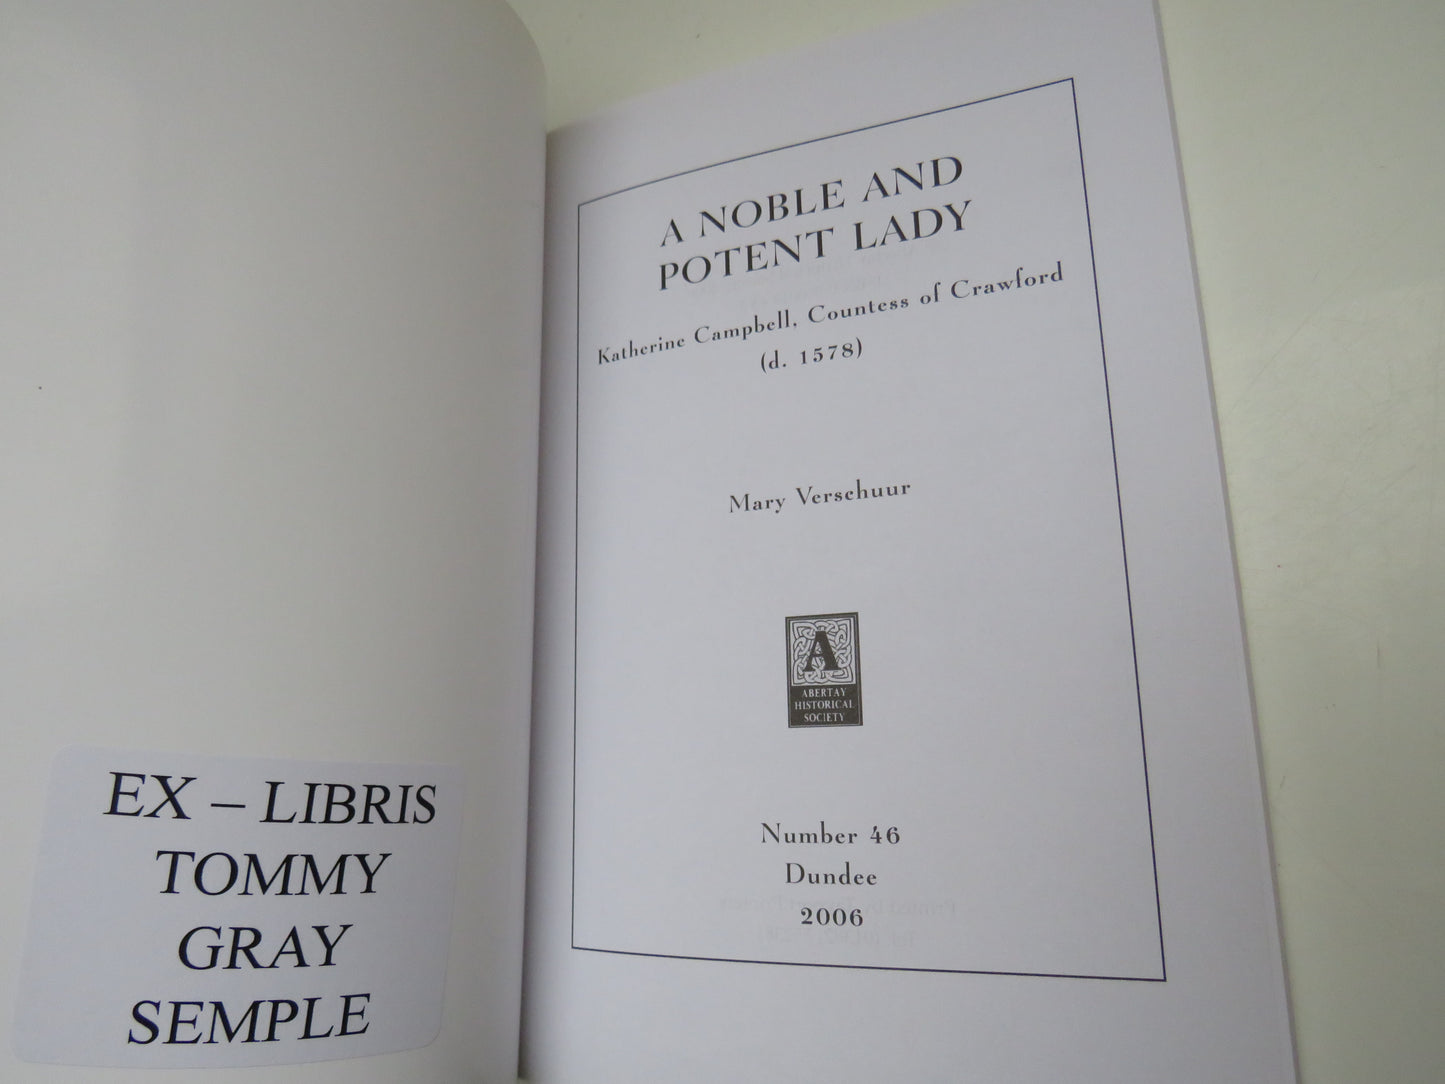 EX – LIBRIS
TOMMY
GRAY
SEMPLE
A NOBLE AND
POTENT LADY
Katherine Campbell, Countess of Crawford
(d. 1578)
Mary Verschuur
A
ABERTAY
HISTORICAL
SOCIETY
Number 46
Dundee
2006